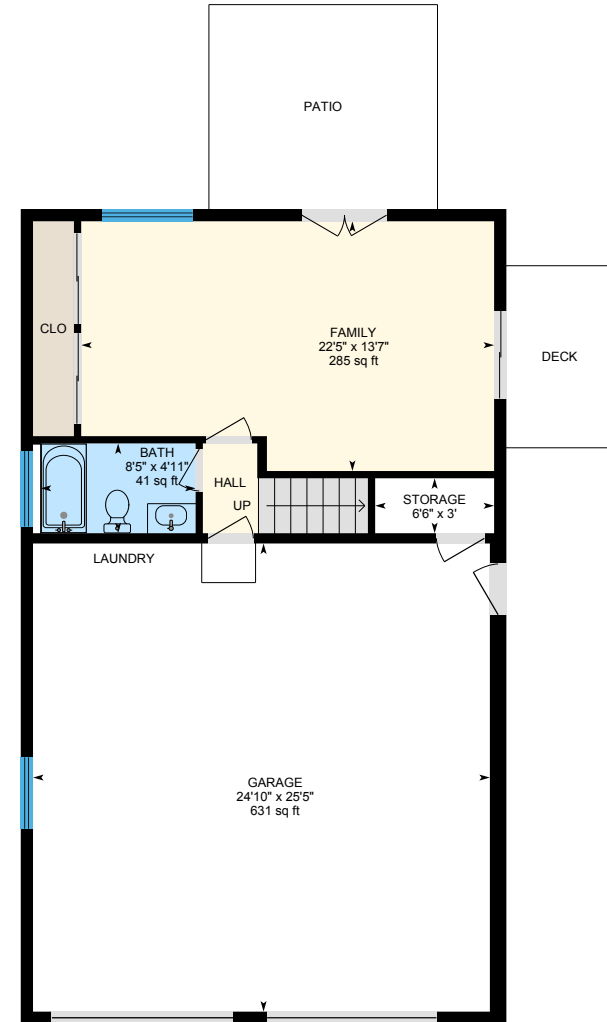 PATIO
CLO
FAMILY
22'5" x 13'7"
285 sq ft
DECK
BATH
8'5" x 4'11"
41 sq ft
HALL
UP
STORAGE
6'6" x 3'
LAUNDRY
GARAGE
24'10" x 25'5"
631 sq ft